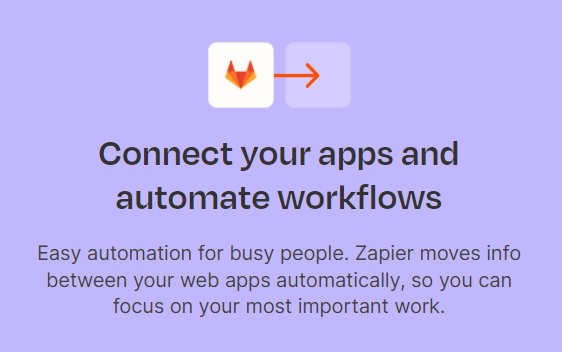 Connect your apps and
automate workflows
Easy automation for busy people. Zapier moves info
between your web apps automatically, so you can
focus on your most important work.